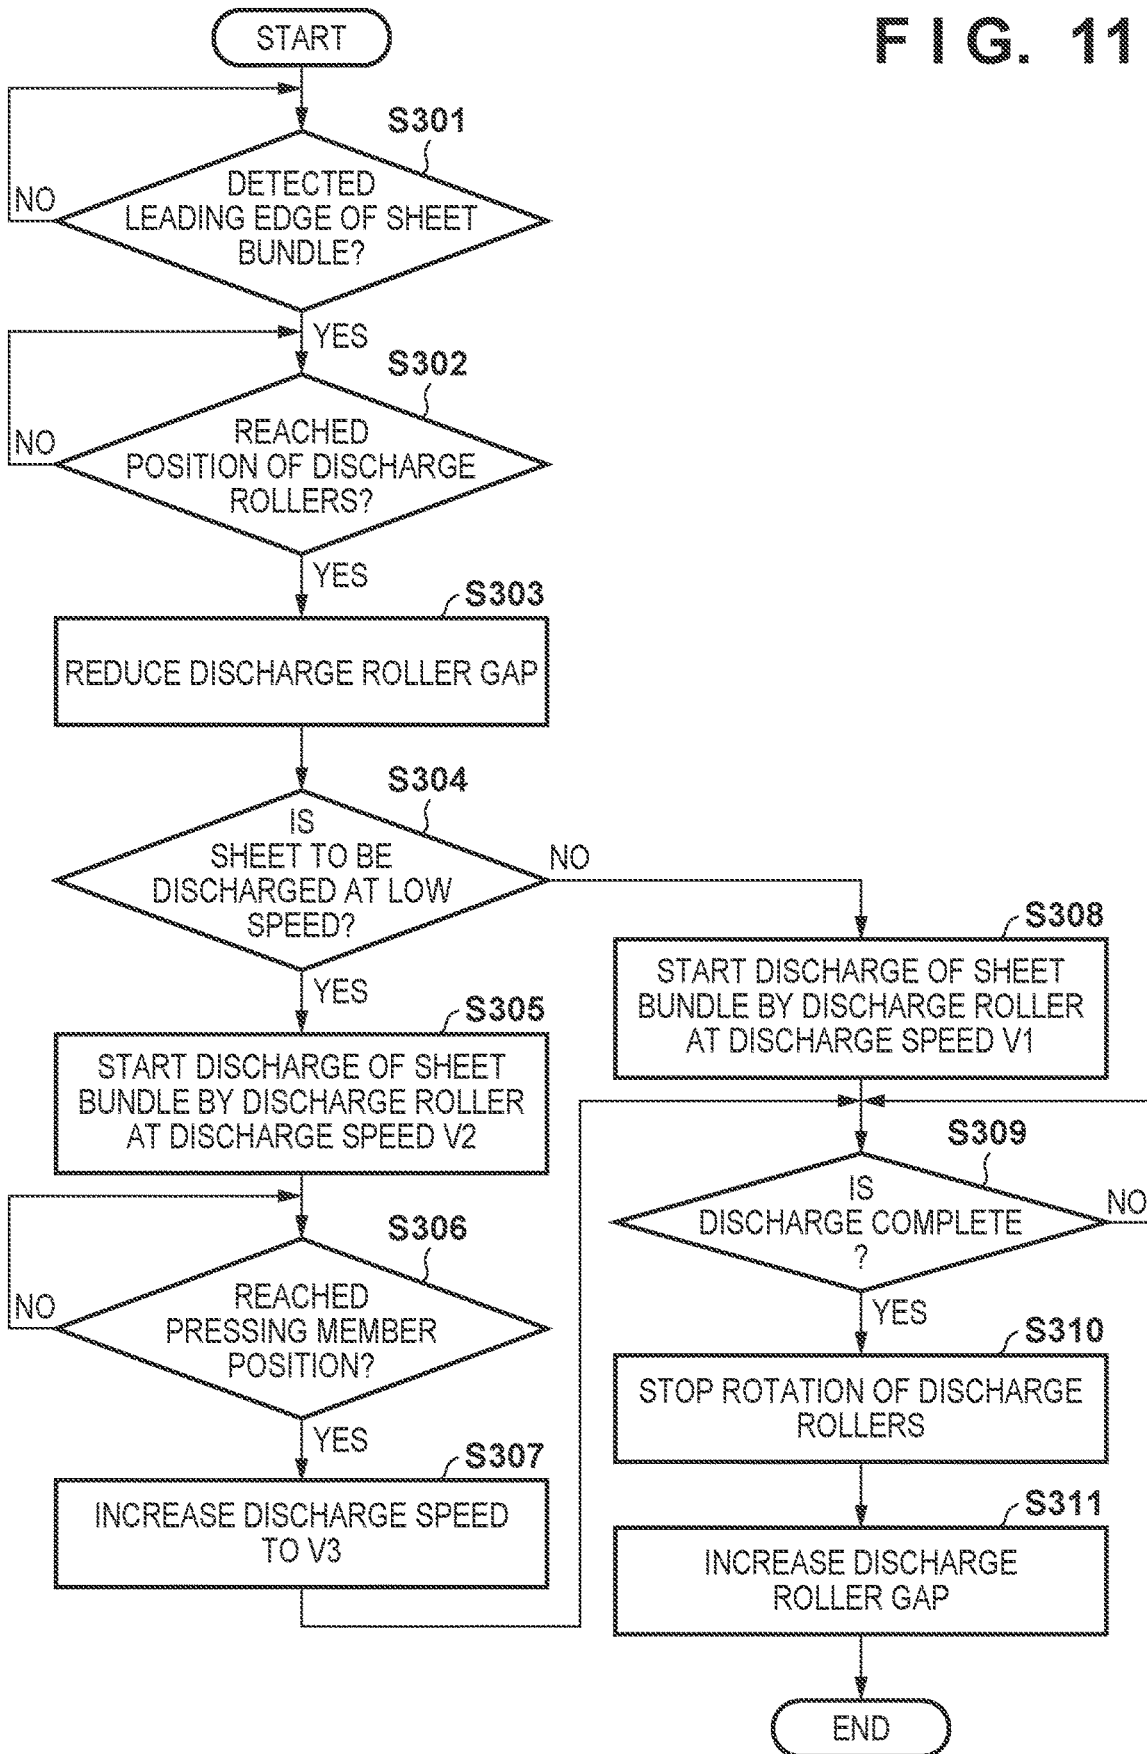 FIG. 11
START
S301
DETECTED
LEADING EDGE OF SHEET
BUNDLE?
NO
YES
S302
REACHED
POSITION OF DISCHARGE
ROLLERS?
NO
YES
S303
REDUCE DISCHARGE ROLLER GAP
S304
IS
SHEET TO BE
DISCHARGED AT LOW
SPEED?
NO
YES
S305
START DISCHARGE OF SHEET
BUNDLE BY DISCHARGE ROLLER
AT DISCHARGE SPEED V2
S306
REACHED
PRESSING MEMBER
POSITION?
NO
YES
S307
INCREASE DISCHARGE SPEED
TO V3
S308
START DISCHARGE OF SHEET
BUNDLE BY DISCHARGE ROLLER
AT DISCHARGE SPEED V1
S309
IS
DISCHARGE COMPLETE
?
NO
YES
S310
STOP ROTATION OF DISCHARGE
ROLLERS
S311
INCREASE DISCHARGE
ROLLER GAP
END